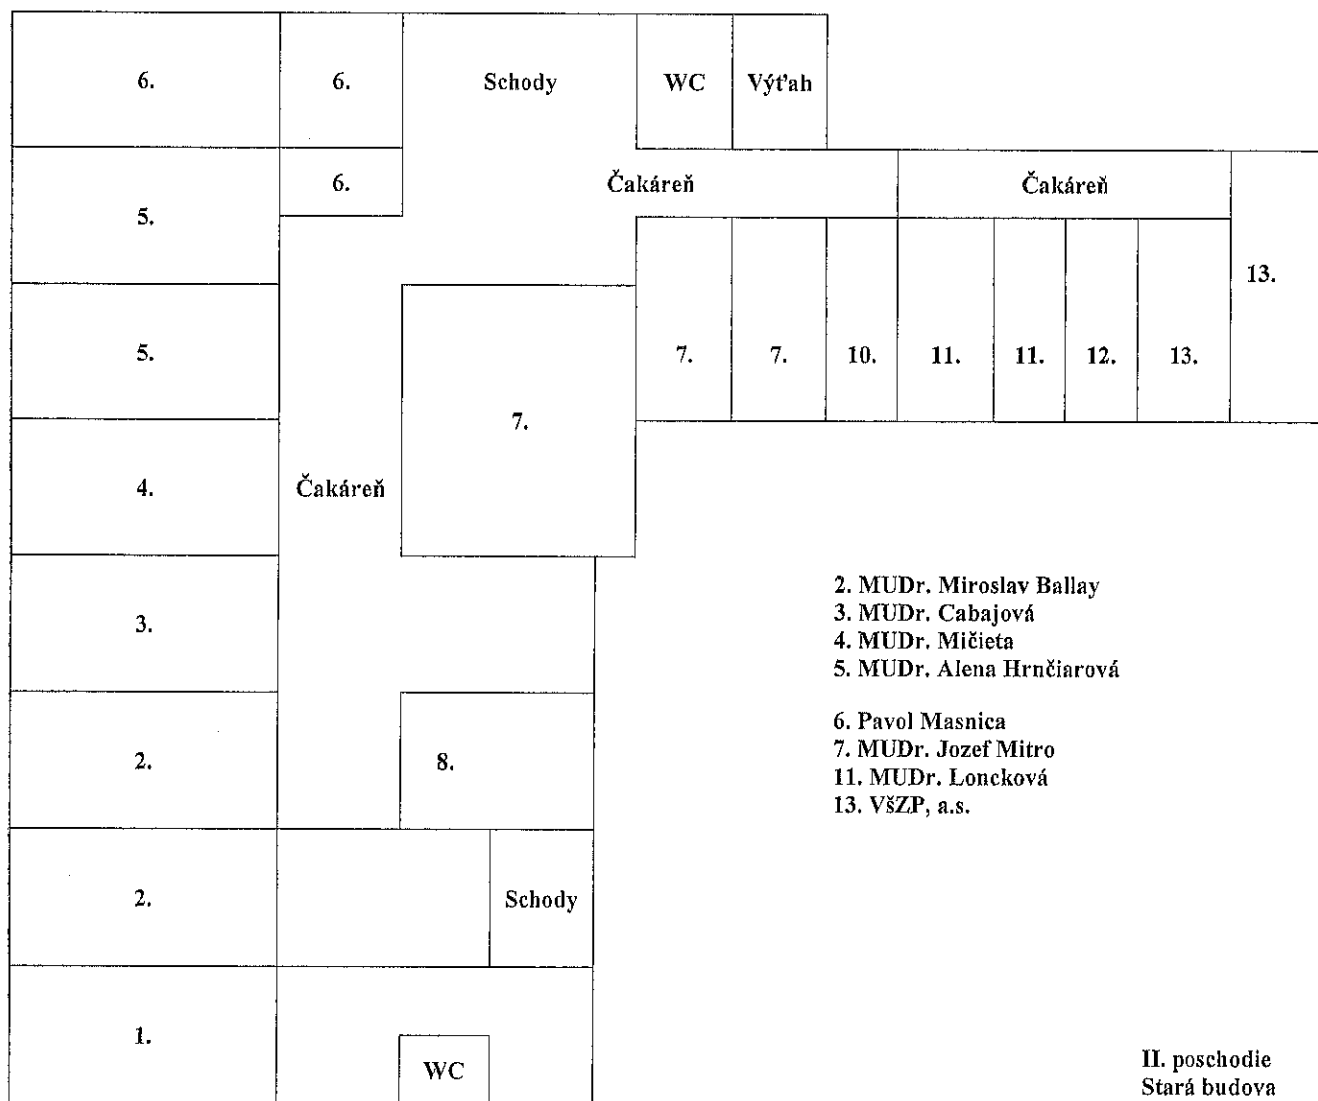 6. 6. Schody WC Výťah
6. Čakáreň Čakáreň
5.
13.
5. 7. 7. 10. 11. 11. 12. 13.
7.
4. Čakáreň
3.
2. 8.
2. Schody
1.
WC
2. MUDr. Miroslav Ballay
3. MUDr. Cabajová
4. MUDr. Mičieta
5. MUDr. Alena Hrnčiarová
6. Pavol Masnica
7. MUDr. Jozef Mitro
11. MUDr. Loncková
13. VšZP, a.s.
II. poschodie
Stará budova